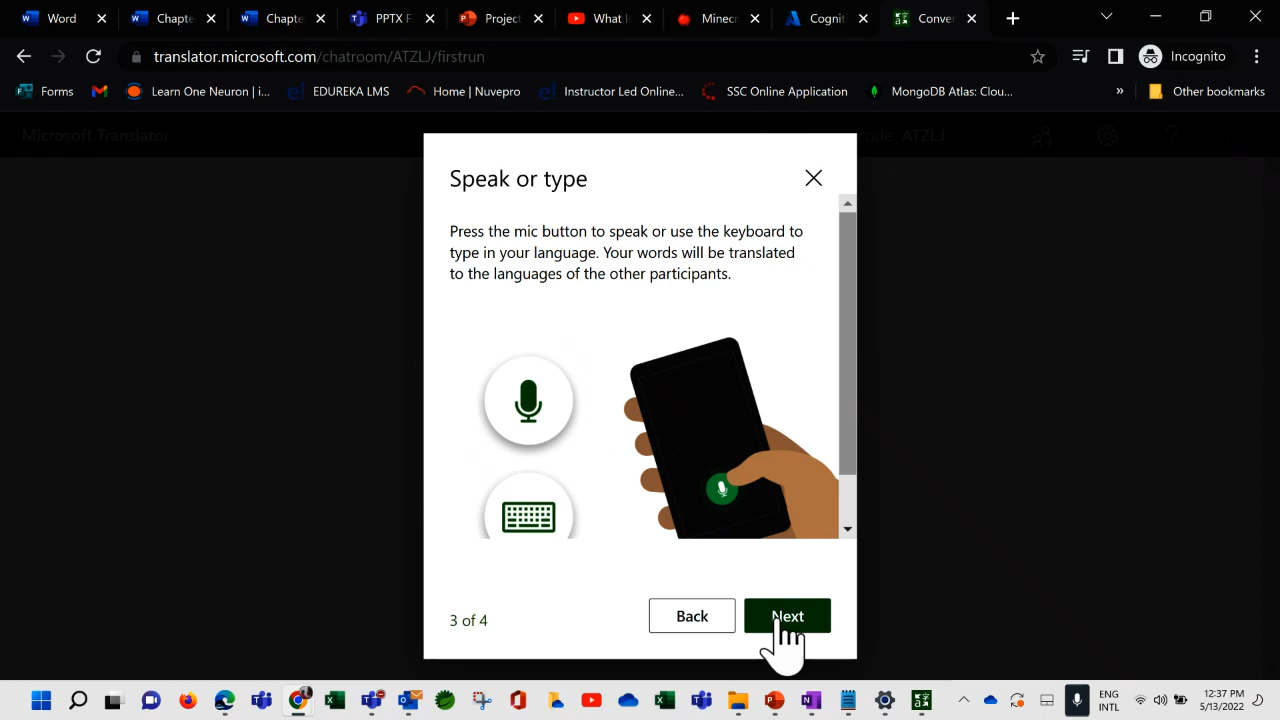 Word
Chapte
Chapte
PPTX F
Project
What I
Minecr
Cogniti
Conver
translator.microsoft.com/chatroom/ATZLJ/firstrun
Incognito
Forms
Learn One Neuron | i...
EDUREKA LMS
Home | Nuvepro
Instructor Led Online...
SSC Online Application
MongoDB Atlas: Clou...
»
Other bookmarks
Microsoft Translator
ode: ATZLJ
Speak or type
Press the mic button to speak or use the keyboard to
type in your language. Your words will be translated
to the languages of the other participants.
3 of 4
Back
Next
ENG
INTL
12:37 PM
5/13/2022